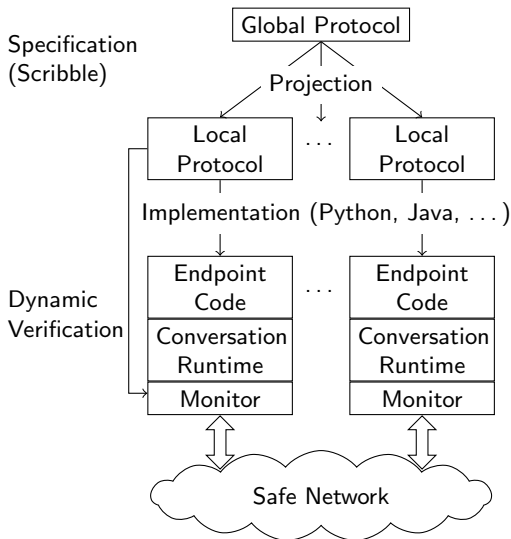 Global Protocol
Specification
(Scribble)
Projection
Local
Protocol
...
Local
Protocol
Implementation (Python, Java, ...)
Endpoint
Code
...
Endpoint
Code
Dynamic
Verification
Conversation
Runtime
Conversation
Runtime
Monitor
Monitor
Safe Network